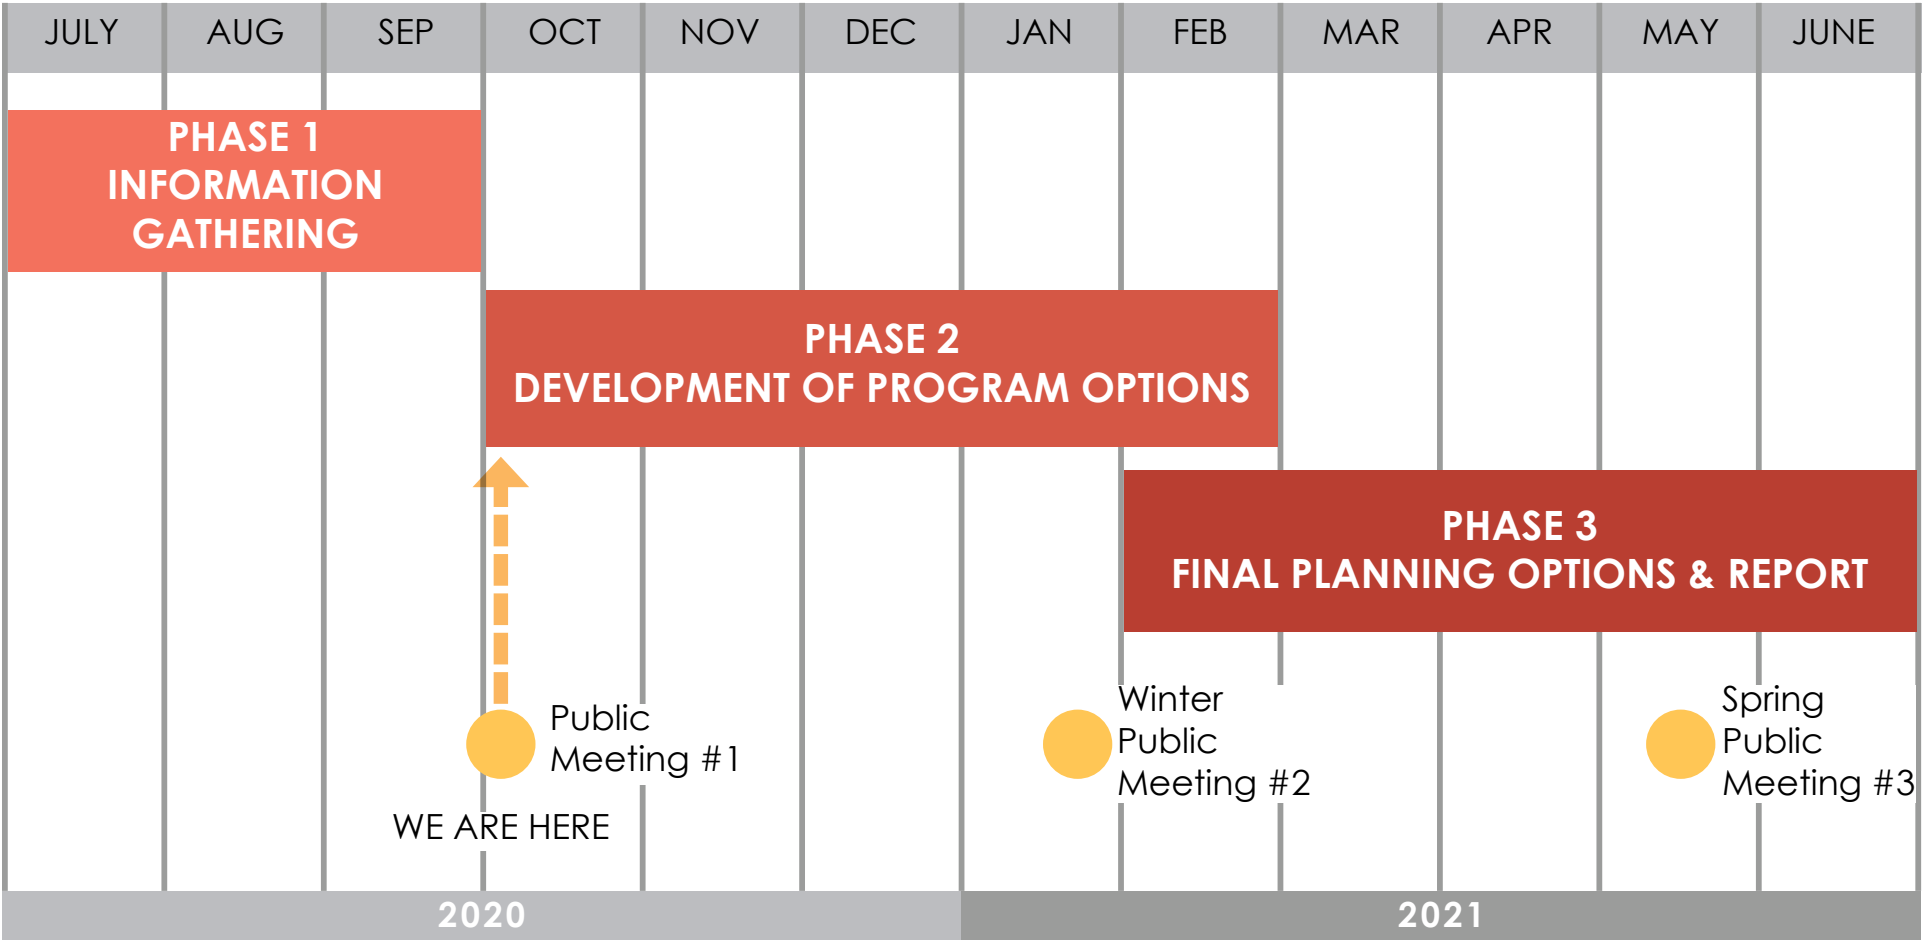 JULY AUG SEP OCT NOV DEC JAN FEB MAR APR MAY JUNE
PHASE 1
INFORMATION
GATHERING
PHASE 2
DEVELOPMENT OF PROGRAM OPTIONS
PHASE 3
FINAL PLANNING OPTIONS & REPORT
Public
Meeting #1
WE ARE HERE
Winter
Public
Meeting #2
Spring
Public
Meeting #3
2020 2021